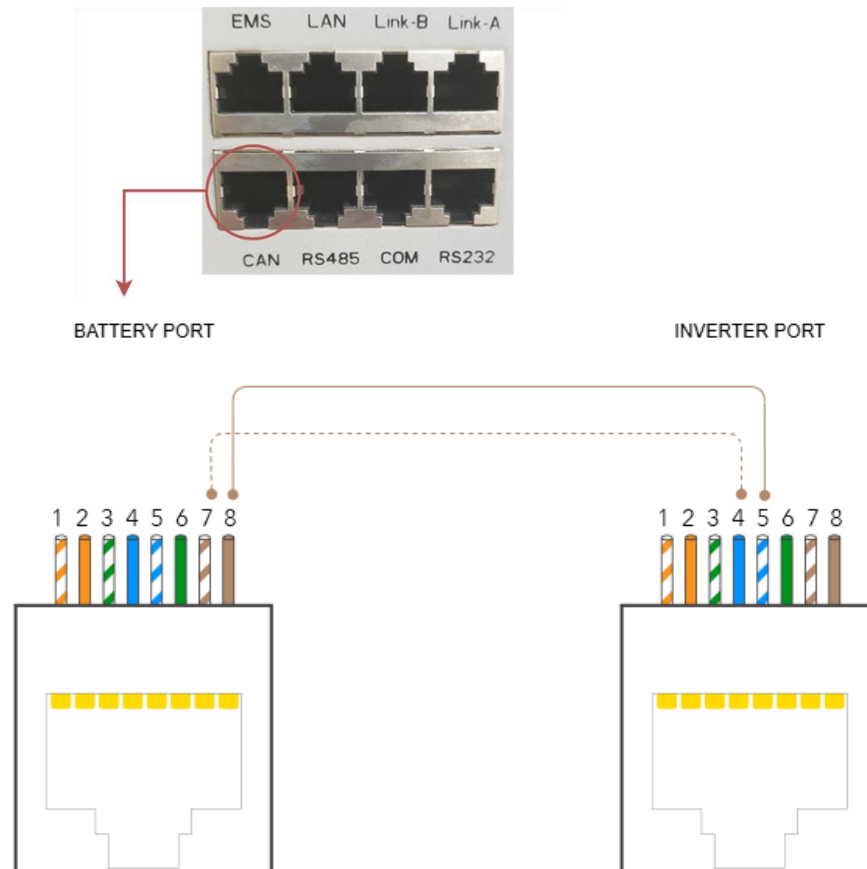 EMS LAN Link-B Link-A
CAN RS485 COM RS232
BATTERY PORT
INVERTER PORT
1 2 3 4 5 6 7 8
1 2 3 4 5 6 7 8